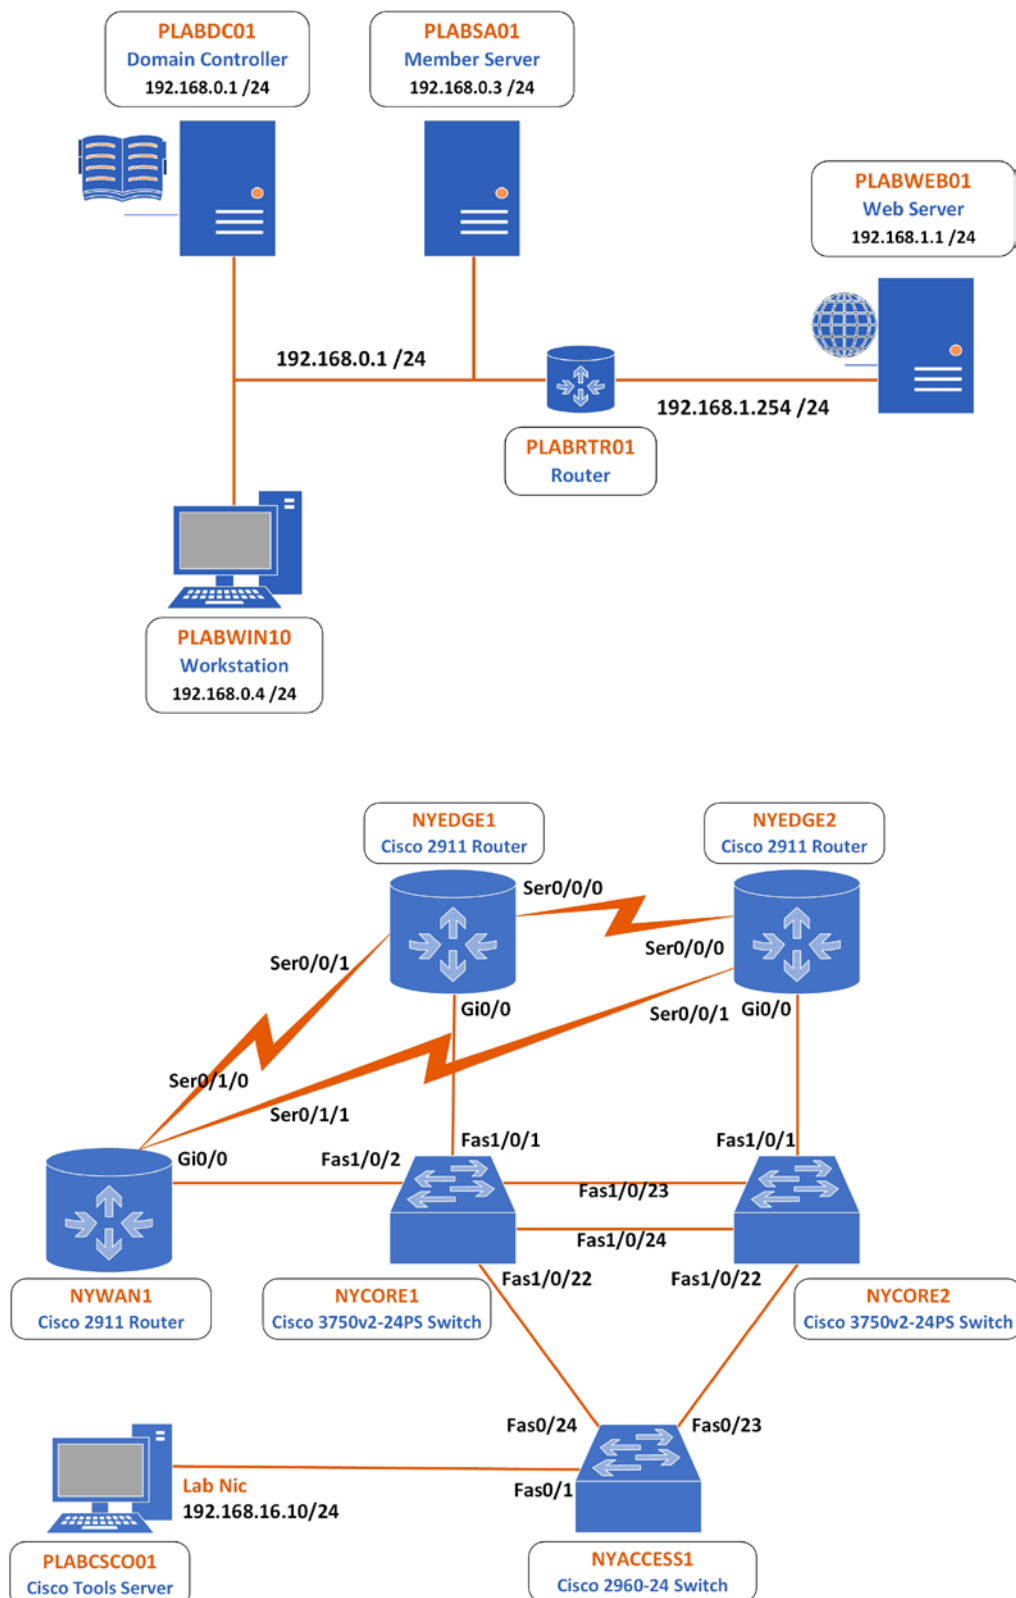 PLABDC01
Domain Controller
192.168.0.1 /24
PLABSA01
Member Server
192.168.0.3 /24
PLABWEB01
Web Server
192.168.1.1 /24
192.168.0.1 /24
192.168.1.254 /24
PLABRTR01
Router
PLABWIN10
Workstation
192.168.0.4 /24
NYEDGE1
Cisco 2911 Router
NYEDGE2
Cisco 2911 Router
Ser0/0/0
Ser0/0/0
Ser0/0/1
Gi0/0
Ser0/0/1
Gi0/0
Ser0/1/0
Ser0/1/1
Gi0/0
Fas1/0/2
Fas1/0/1
Fas1/0/1
Fas1/0/23
Fas1/0/24
Fas1/0/22
Fas1/0/22
NYWAN1
Cisco 2911 Router
NYCORE1
Cisco 3750v2-24PS Switch
NYCORE2
Cisco 3750v2-24PS Switch
Fas0/24
Fas0/23
Lab Nic
192.168.16.10/24
Fas0/1
PLABCSCO01
Cisco Tools Server
NYACCESS1
Cisco 2960-24 Switch